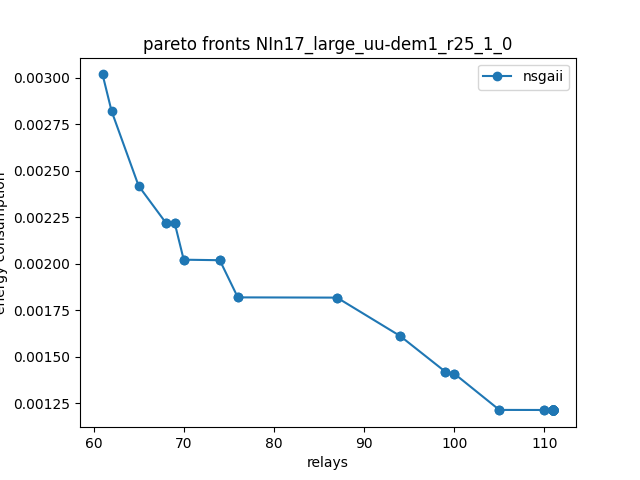 pareto fronts NIn17_large_uu-dem1_r25_1_0
nsgaii
0.00300
0.00275
0.00250
0.00225
0.00200
0.00175
0.00150
0.00125
energy consumption
60 70 80 90 100 110
relays